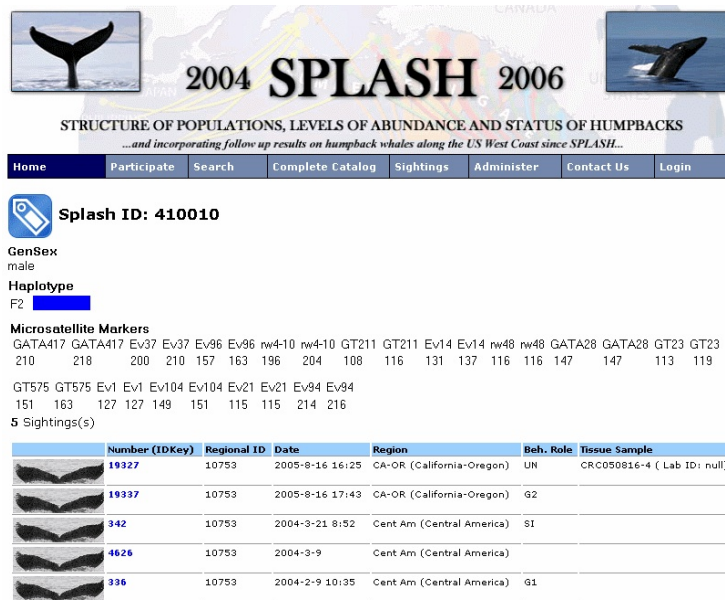 CANADA
JAPAN
2004 SPLASH 2006
STRUCTURE OF POPULATIONS, LEVELS OF ABUNDANCE AND STATUS OF HUMPBACKS
...and incorporating follow up results on humpback whales along the US West Coast since SPLASH...
Home Participate Search Complete Catalog Sightings Administer Contact Us Login
Splash ID: 410010
GenSex
male
Haplotype
F2
Microsatellite Markers
GATA417 GATA417 Ev37 Ev37 Ev96 Ev96 rw4-10 rw4-10 GT211 GT211 Ev14 Ev14 rw48 rw48 GATA28 GATA28 GT23 GT23
210 218 200 210 157 163 196 204 108 116 131 137 116 116 147 147 113 119
GT575 GT575 Ev1 Ev1 Ev104 Ev104 Ev21 Ev21 Ev94 Ev94
151 163 127 127 149 151 115 115 214 216
5 Sightings(s)
Number (IDKey) Regional ID Date Region Beh. Role Tissue Sample
19327 10753 2005-8-16 16:25 CA-OR (California-Oregon) UN CRC050816-4 ( Lab ID: null)
19337 10753 2005-8-16 17:43 CA-OR (California-Oregon) G2
342 10753 2004-3-21 8:52 Cent Am (Central America) SI
4626 10753 2004-3-9 Cent Am (Central America)
336 10753 2004-2-9 10:35 Cent Am (Central America) G1